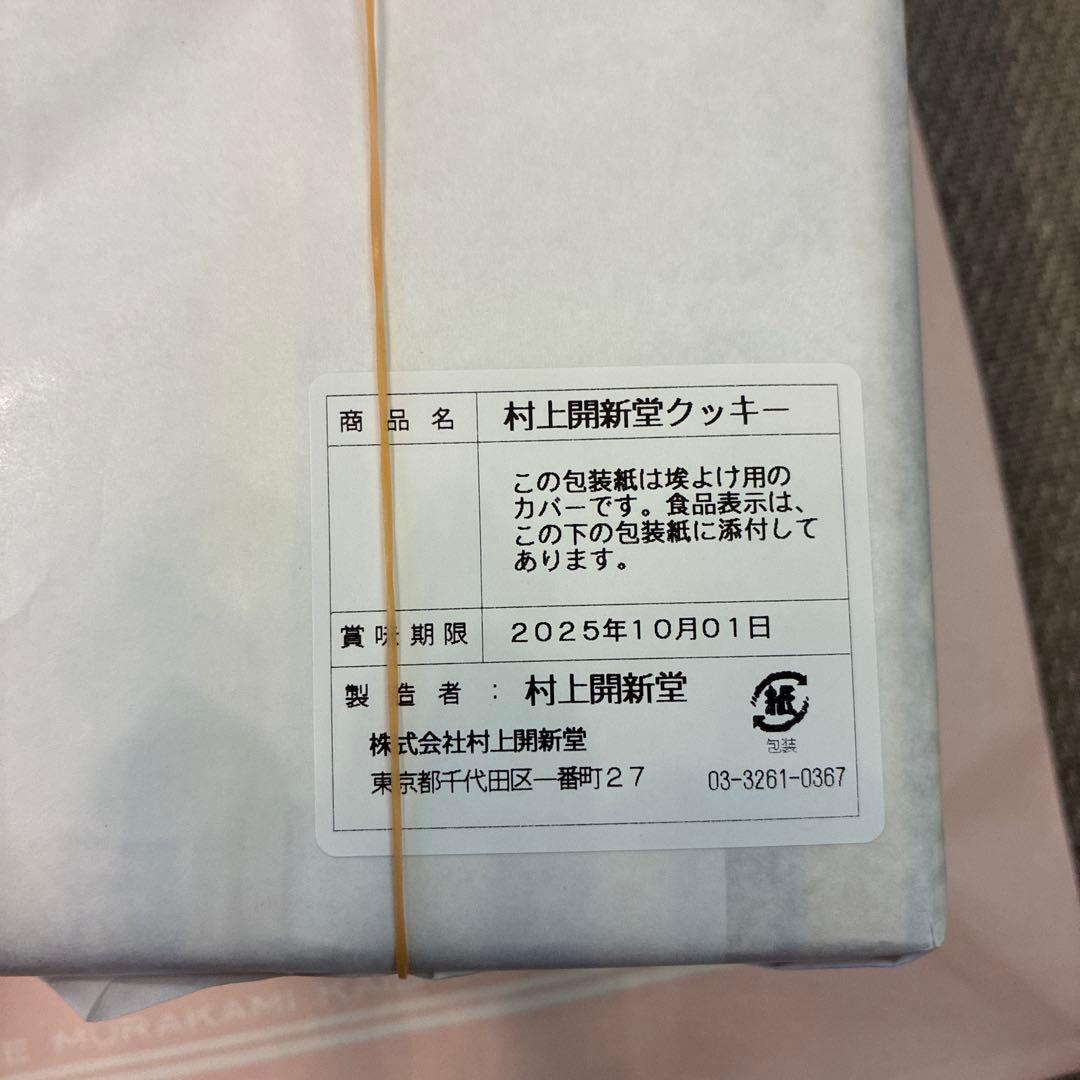 商品名 村上開新堂クッキー
この包装紙は埃よけ用の
カバーです。食品表示は、
この下の包装紙に添付して
あります。
賞味期限 2025年10月01日
製造者: 村上開新堂
紙
包装
株式会社村上開新堂
東京都千代田区一番町27 03-3261-0367
MURAKAMI